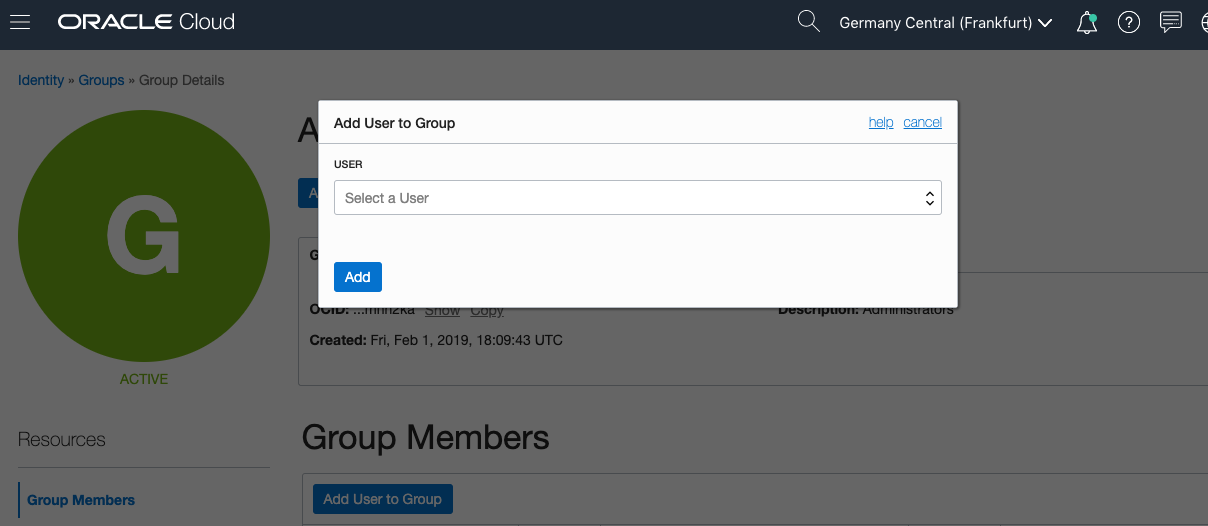 ORACLE Cloud
Germany Central (Frankfurt)
Identity » Groups » Group Details
A
Add User to Group
help cancel
USER
A
Select a User
G
G
Add
OCID: ...mnnzka Show Copy
Description: Administrators
Created: Fri, Feb 1, 2019, 18:09:43 UTC
ACTIVE
Resources
Group Members
Group Members
Add User to Group